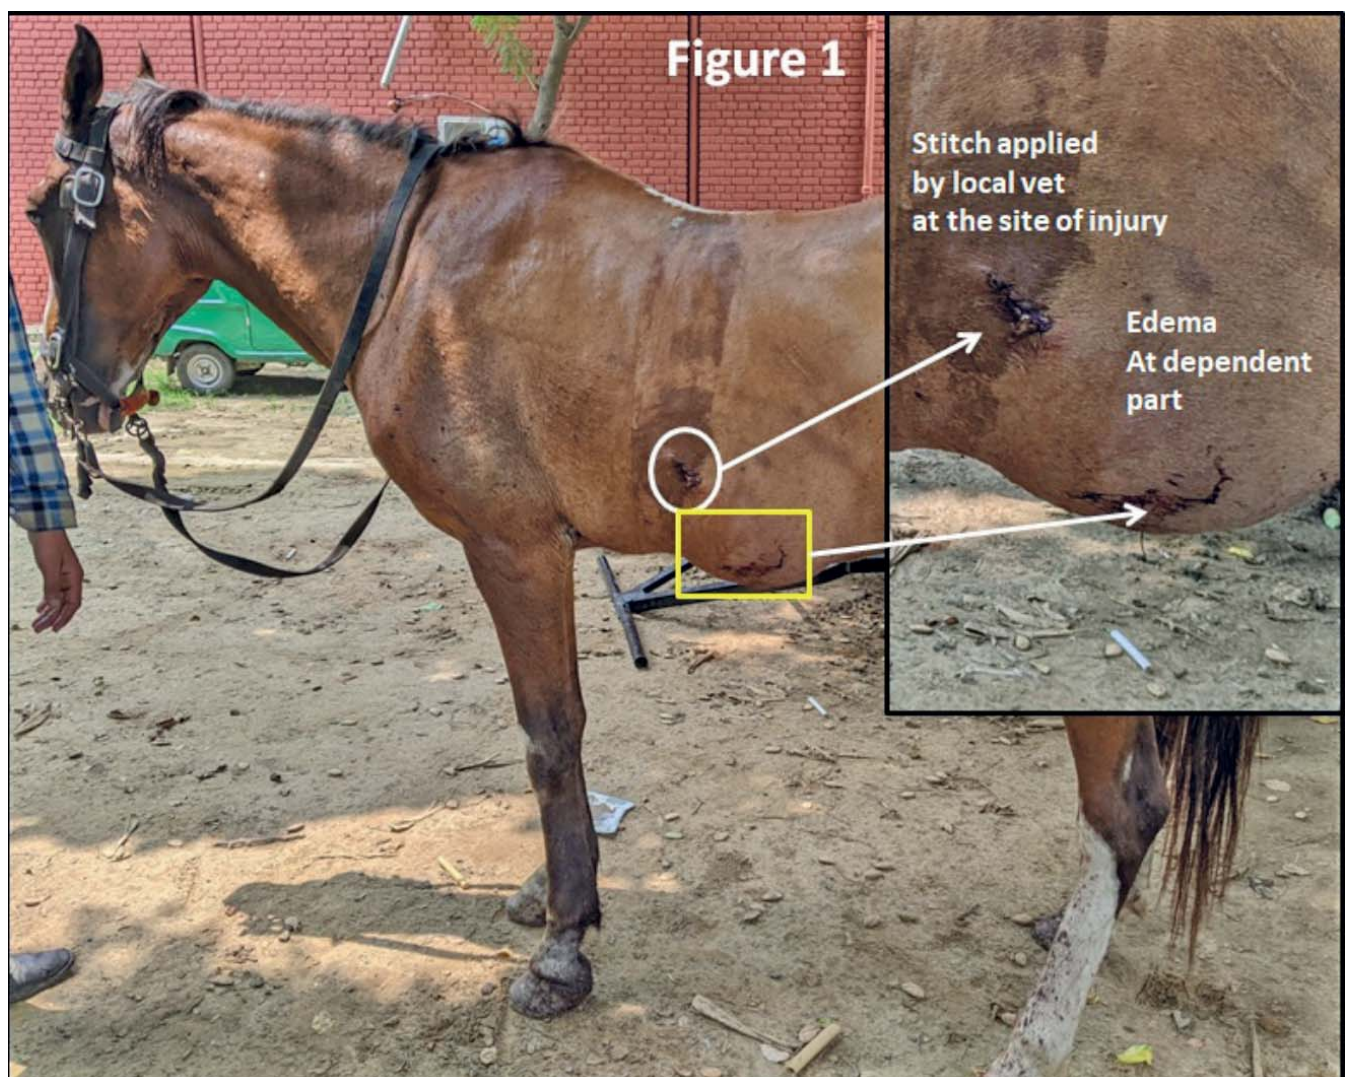 Figure 1
Stitch applied
by local vet
at the site of injury
Edema
At dependent
part